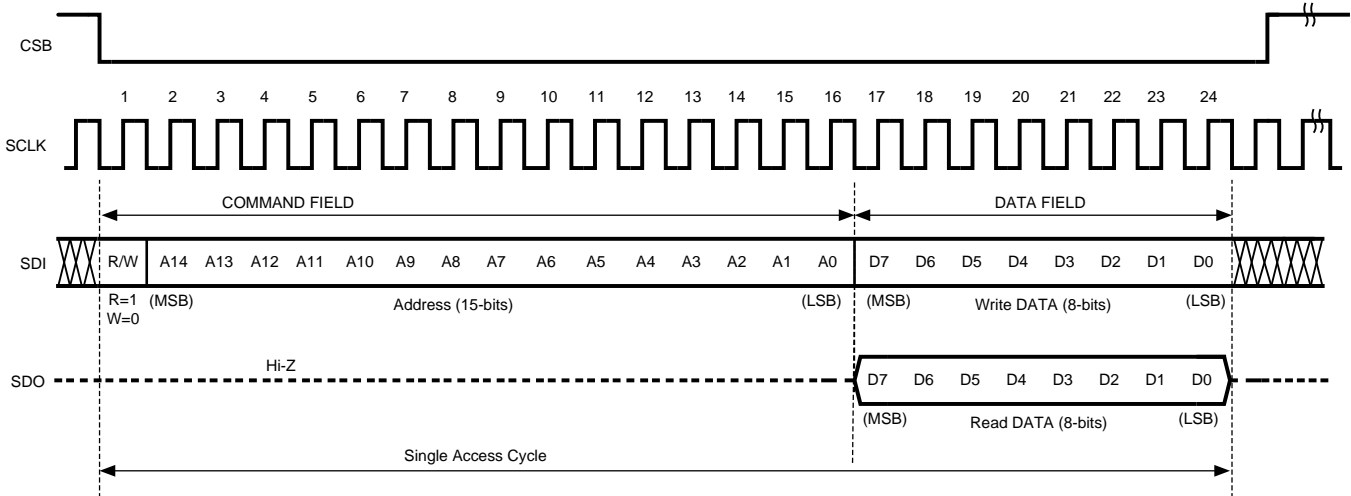 CSB
1 2 3 4 5 6 7 8 9 10 11 12 13 14 15 16 17 18 19 20 21 22 23 24
SCLK
COMMAND FIELD DATA FIELD
SDI R/W A14 A13 A12 A11 A10 A9 A8 A7 A6 A5 A4 A3 A2 A1 A0 D7 D6 D5 D4 D3 D2 D1 D0
R=1 (MSB) Address (15-bits) (LSB) (MSB) Write DATA (8-bits) (LSB)
W=0
Hi-Z
SDO D7 D6 D5 D4 D3 D2 D1 D0
(MSB) Read DATA (8-bits) (LSB)
Single Access Cycle